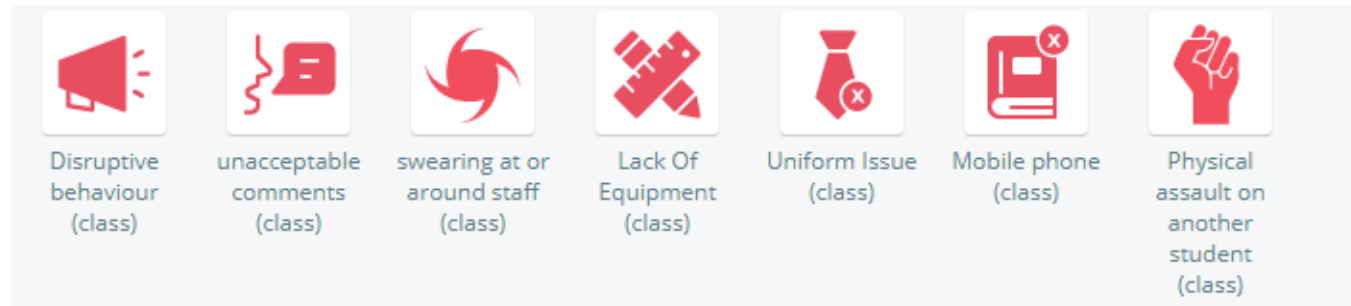 Disruptive
behaviour
(class)
unacceptable
comments
(class)
swearing at or
around staff
(class)
Lack Of
Equipment
(class)
Uniform Issue
(class)
Mobile phone
(class)
Physical
assault on
another
student
(class)